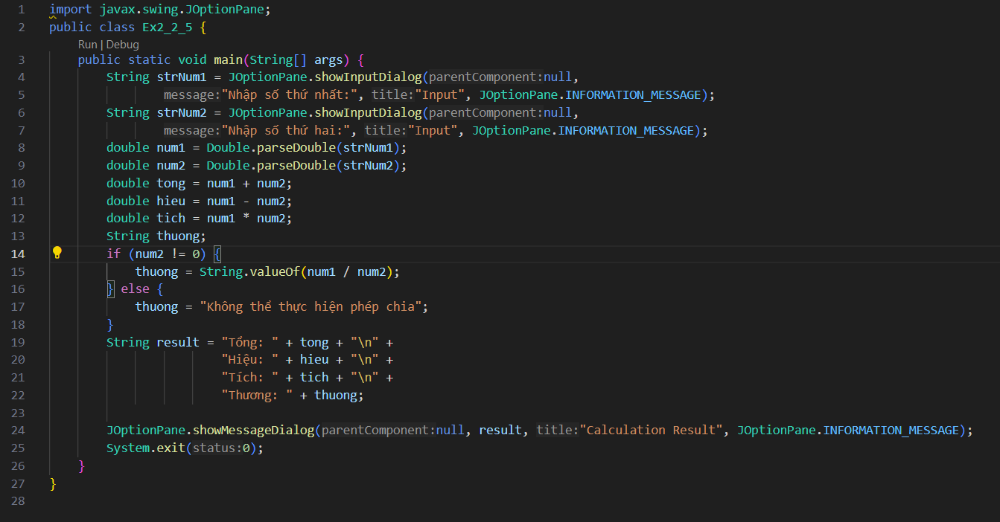 1 import javax.swing.JOptionPane;
2 public class Ex2_2_5 {
Run | Debug
3 public static void main(String[] args) {
4 String strNum1 = JOptionPane.showInputDialog(parentComponent:null,
5 message:"Nhập số thứ nhất:", title:"Input", JOptionPane.INFORMATION_MESSAGE);
6 String strNum2 = JOptionPane.showInputDialog(parentComponent:null,
7 message:"Nhập số thứ hai:", title:"Input", JOptionPane.INFORMATION_MESSAGE);
8 double num1 = Double.parseDouble(strNum1);
9 double num2 = Double.parseDouble(strNum2);
10 double tong = num1 + num2;
11 double hieu = num1 - num2;
12 double tich = num1 * num2;
13 String thuong;
14 if (num2 != 0) {
15 thuong = String.valueOf(num1 / num2);
16 } else {
17 thuong = "Không thể thực hiện phép chia";
18 }
19 String result = "Tổng: " + tong + "\n" +
20 "Hiệu: " + hieu + "\n" +
21 "Tích: " + tich + "\n" +
22 "Thương: " + thuong;
23
24 JOptionPane.showMessageDialog(parentComponent:null, result, title:"Calculation Result", JOptionPane.INFORMATION_MESSAGE);
25 System.exit(status:0);
26 }
27 }
28